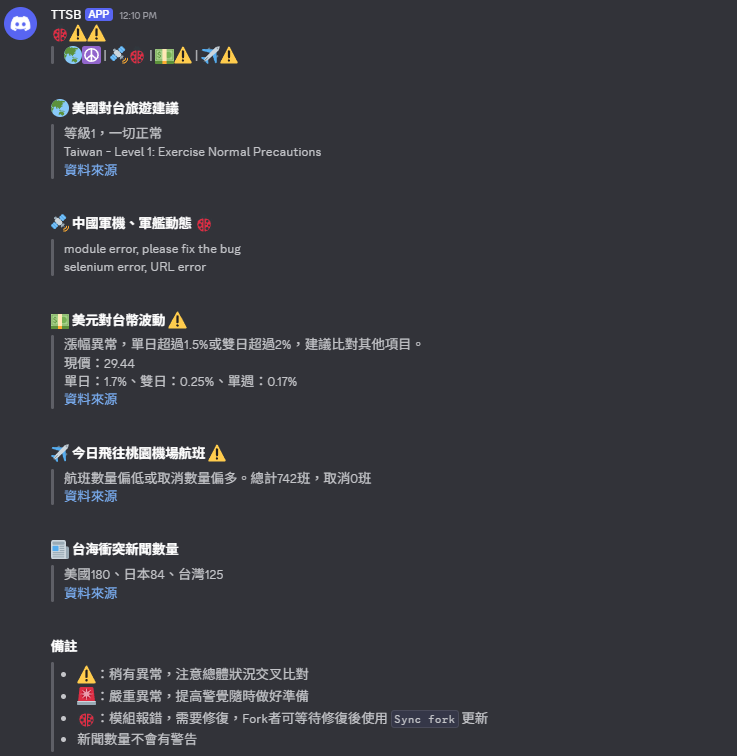 TTSB APP 12:10 PM
🌏☮️ | 🛰️ | 💵⚠️ | ✈️⚠️
美國對台旅遊建議
等級1，一切正常
Taiwan - Level 1: Exercise Normal Precautions
資料來源
中國軍機、軍艦動態
module error, please fix the bug
selenium error, URL error
美元對台幣波動
漲幅異常，單日超過1.5%或雙日超過2%，建議比對其他項目。
現價：29.44
單日：1.7%、雙日：0.25%、單週：0.17%
資料來源
今日飛往桃園機場航班
航班數量偏低或取消數量偏多。總計742班，取消0班
資料來源
台海衝突新聞數量
美國180、日本84、台灣125
資料來源
備註
• ⚠️：稍有異常，注意總體狀況交叉比對
• 🚨：嚴重異常，提高警覺隨時做好準備
• ：模組報錯，需要修復，Fork者可等待修復後使用 Sync fork 更新
• 新聞數量不會有警告